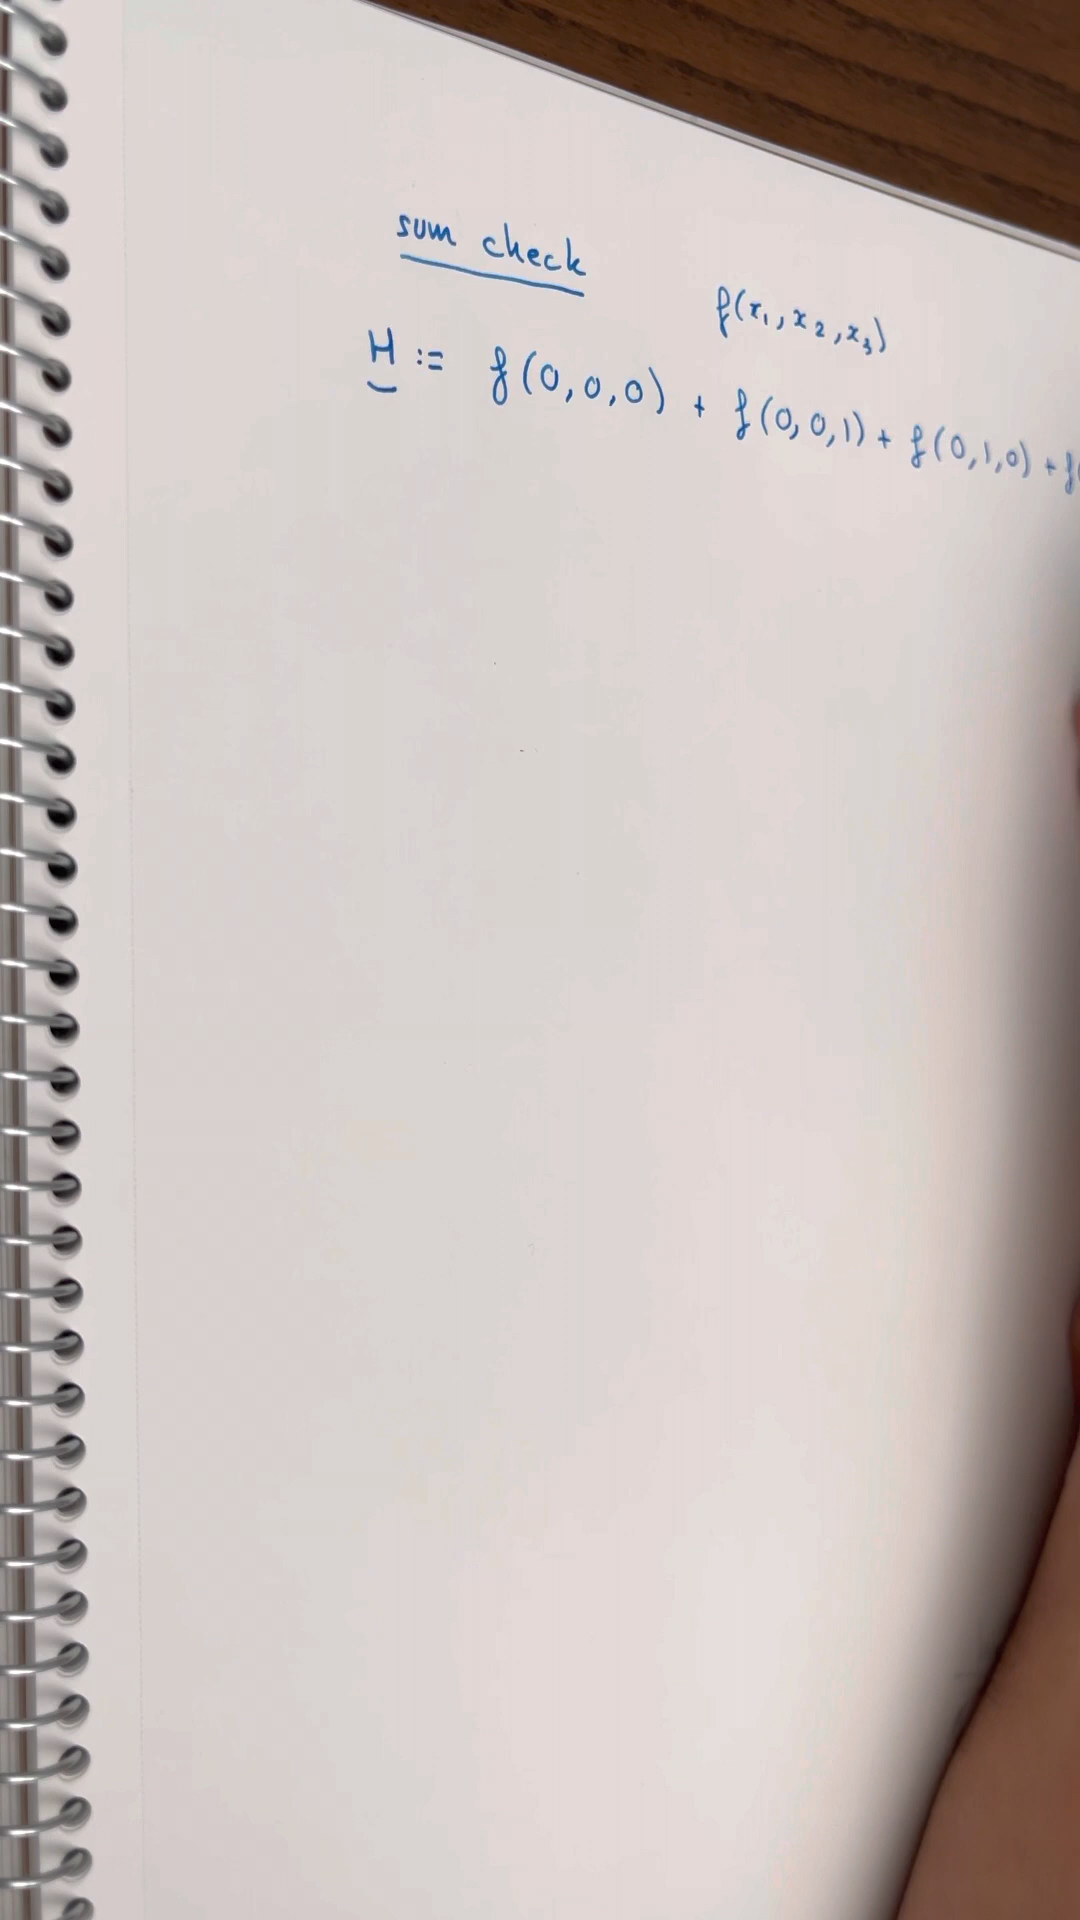 sum check
f(x₁, x₂, x₃)
H := f(0,0,0) + f(0,0,1) + f(0,1,0) + f(